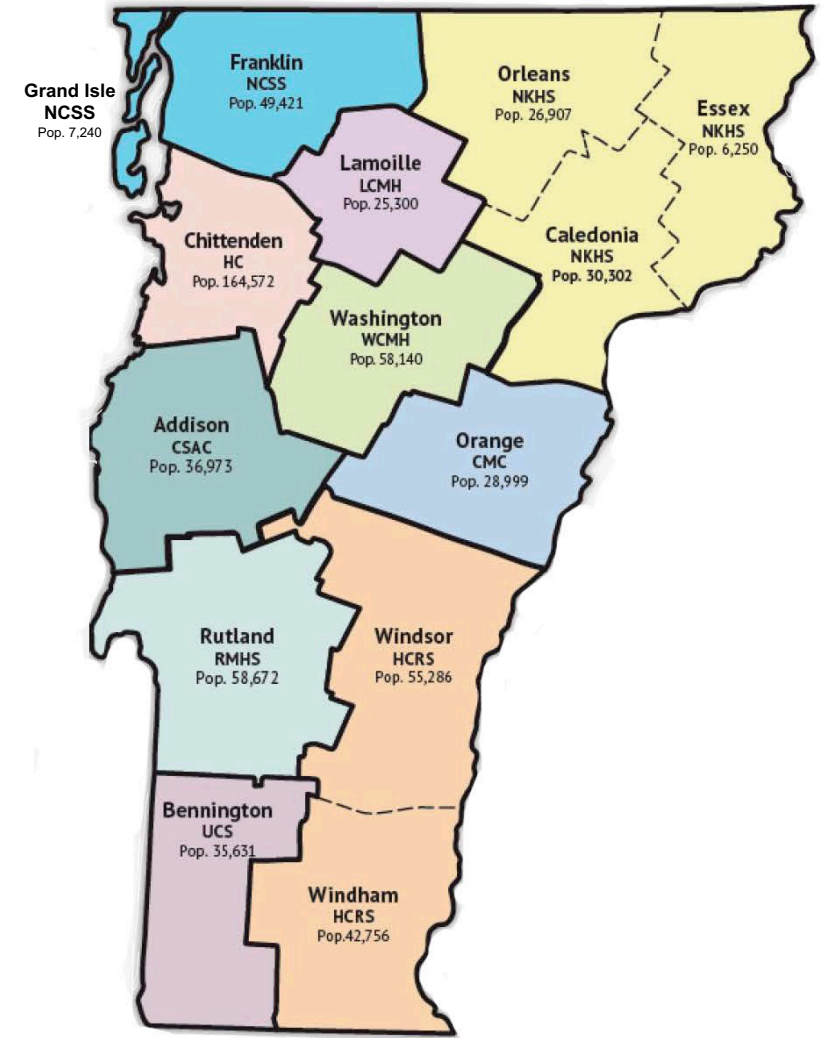 Franklin
NCSS
Pop. 49,421
Grand Isle
NCSS
Pop. 7,240
Orleans
NKHS
Pop. 26,907
Essex
NKHS
Pop. 6,250
Lamoille
LCMH
Pop. 25,300
Chittenden
HC
Pop. 164,572
Caledonia
NKHS
Pop. 30,302
Washington
WCMH
Pop. 58,140
Addison
CSAC
Pop. 36,973
Orange
CMC
Pop. 28,999
Rutland
RMHS
Pop. 58,672
Windsor
HCRS
Pop. 55,286
Bennington
UCS
Pop. 35,631
Windham
HCRS
Pop.42,756